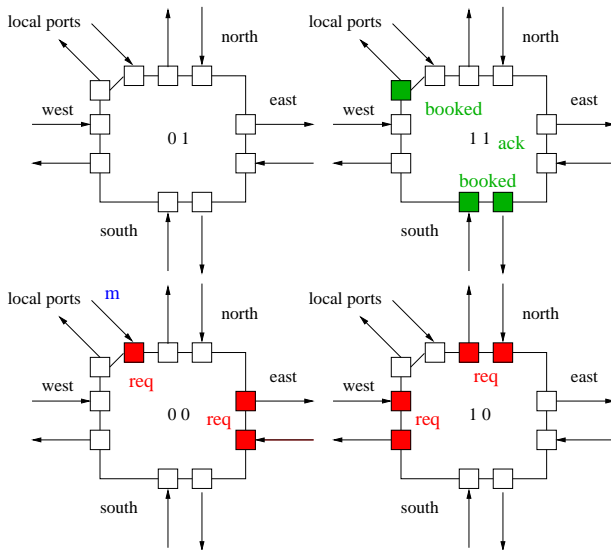 local ports
north
west
east
0 1
south
local ports
north
booked
west
east
1 1
ack
booked
south
local ports
m
north
req
west
east
0 0
req
south
local ports
north
req
west
east
1 0
req
south